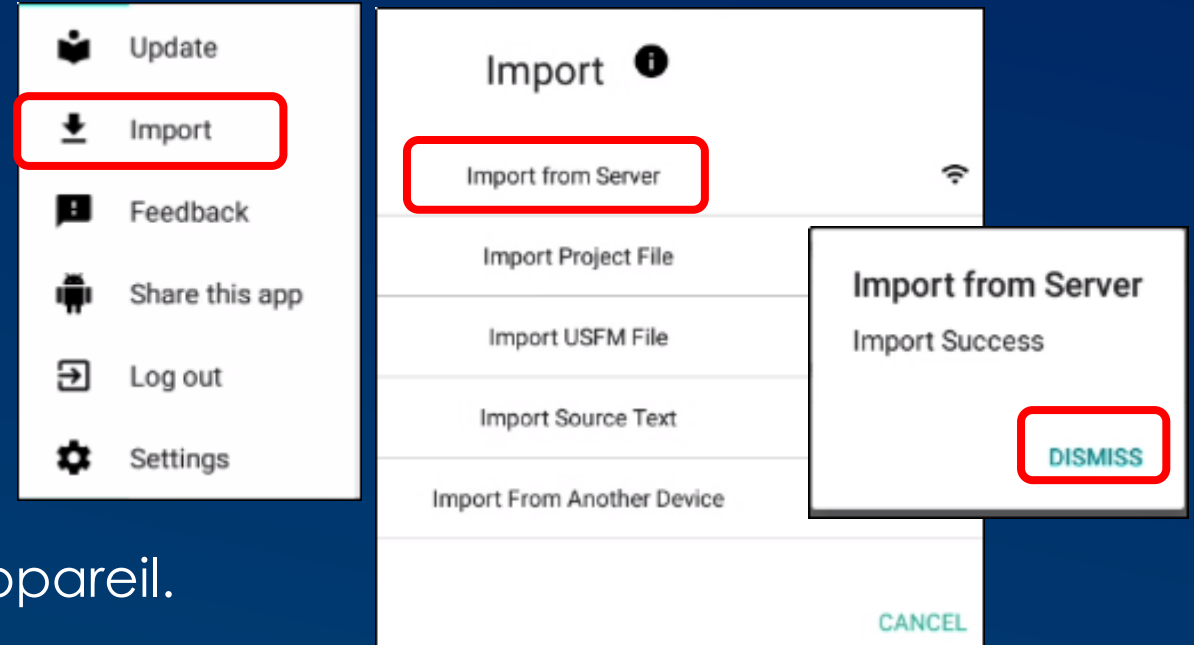 Update
Import
Feedback
Share this app
Log out
Settings
Import
Import from Server
Import Project File
Import USFM File
Import Source Text
Import From Another Device
CANCEL
Import from Server
Import Success
DISMISS